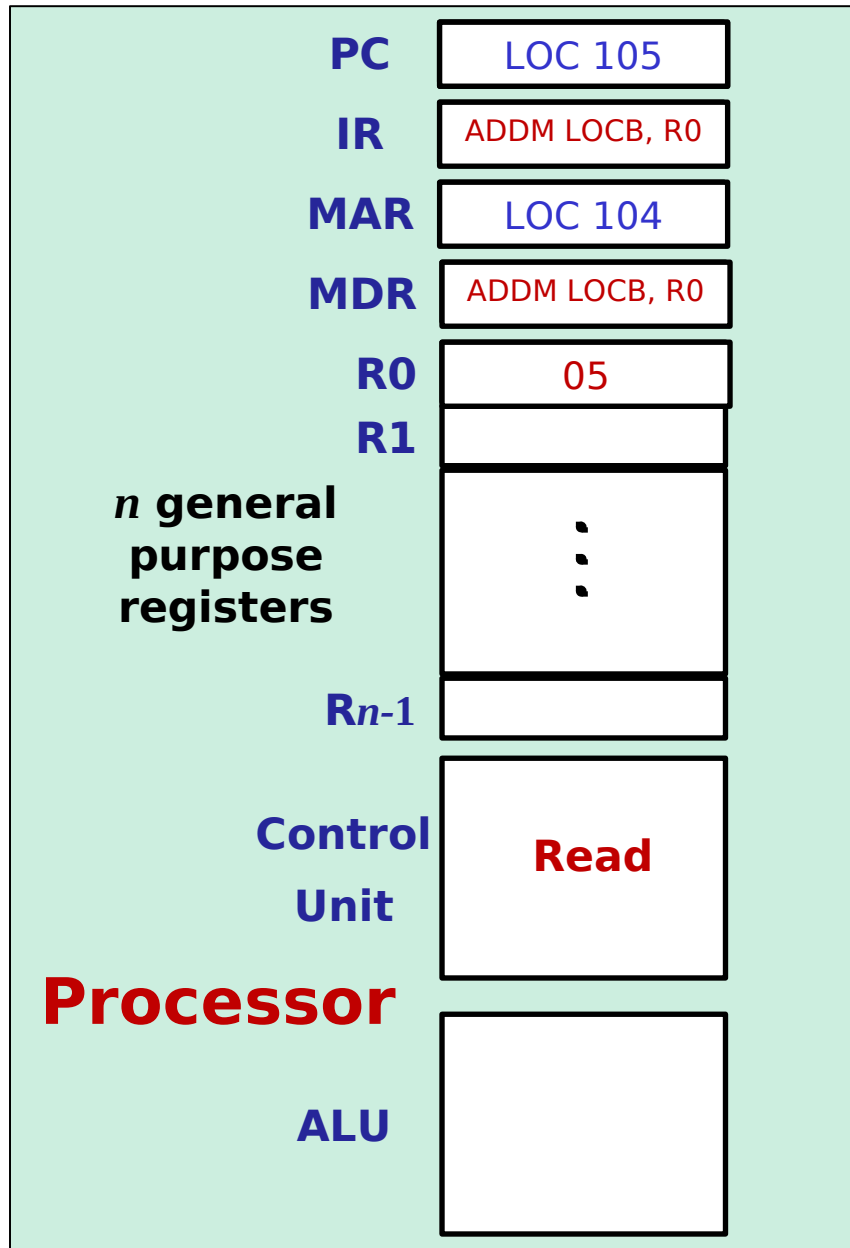 PC LOC 105
IR ADDM LOCB, R0
MAR LOC 104
MDR ADDM LOCB, R0
R0 05
R1
n general
purpose
registers
Rn-1
Control
Unit
Read
Processor
ALU